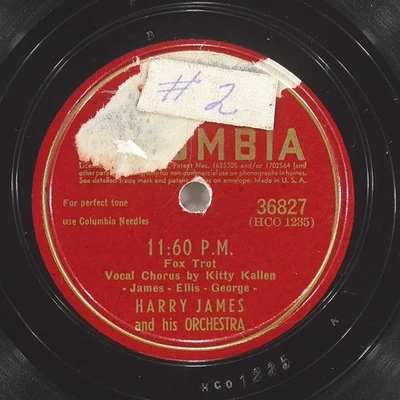 # 2
UMBIA
Patent Nos. 1625705 and/or 1702564 (and
for non-commercial use on phonographs in homes.
See detailed trade mark and patent on envelope. Made in U.S.A.
For perfect tone
use Columbia Needles
36827
(HCO 1235)
11:60 P.M.
Fox Trot
Vocal Chorus by Kitty Kallen
- James - Ellis - George -
HARRY JAMES
and his ORCHESTRA
HCO1235
A